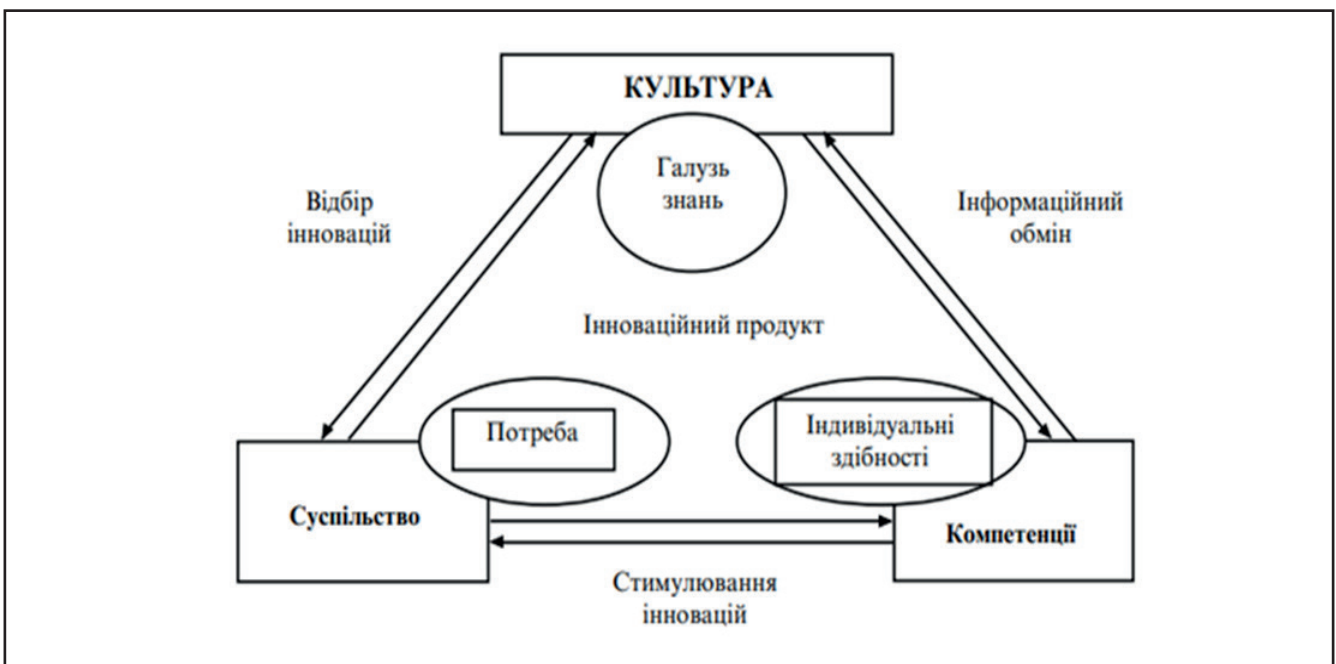 КУЛЬТУРА
Галузь
знань
Відбір
інновацій
Інформаційний
обмін
Інноваційний продукт
Потреба
Індивідуальні
здібності
Суспільство
Компетенції
Стимулювання
інновацій